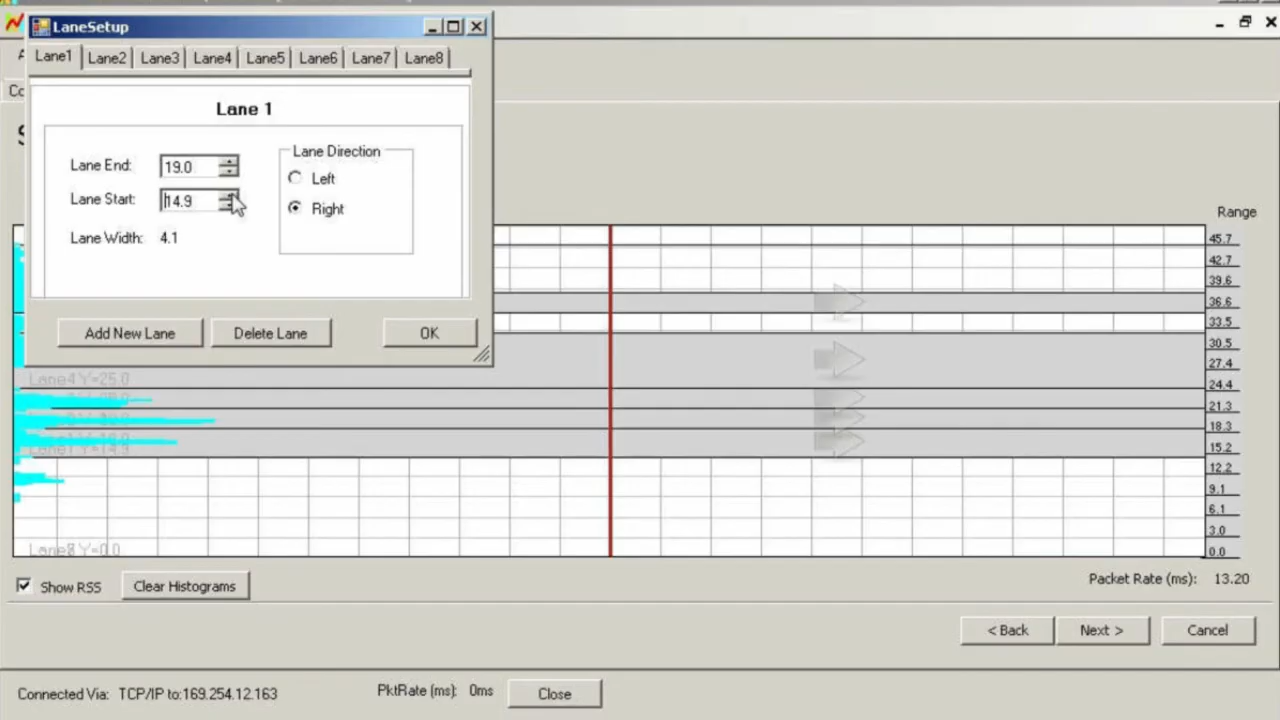 LaneSetup
Lane1 Lane2 Lane3 Lane4 Lane5 Lane6 Lane7 Lane8
Co
Lane 1
Lane End: 19.0
Lane Start: 14.9
Lane Width: 4.1
Lane Direction
Left
Right
Add New Lane Delete Lane OK
Range
45.7
42.7
39.6
36.6
33.5
30.5
27.4
24.4
21.3
18.3
15.2
12.2
9.1
6.1
3.0
0.0
Lane4 Y=25.0
Lane1 Y=14.9
Show RSS Clear Histograms
Packet Rate (ms): 13.20
< Back Next > Cancel
Connected Via: TCP/IP to:169.254.12.163 PktRate (ms): 0ms Close